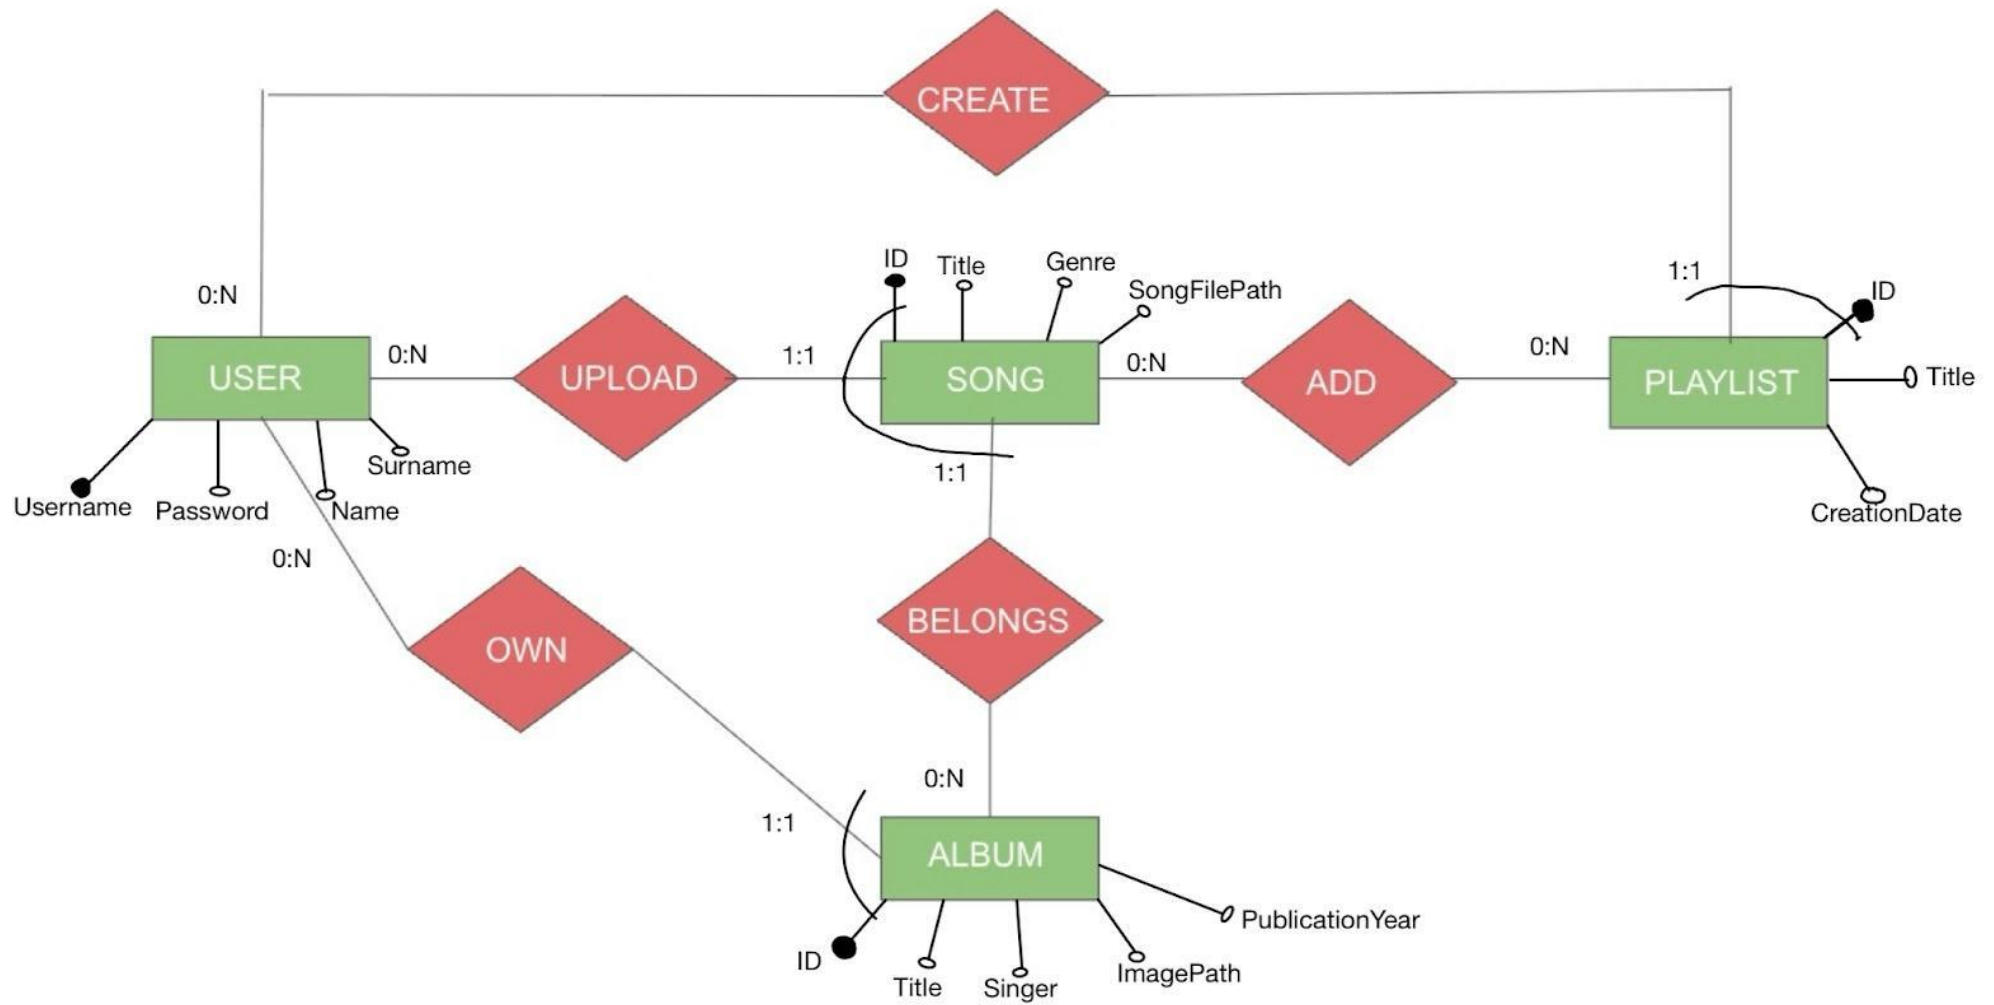 CREATE
ID
Title
Genre
SongFilePath
1:1
ID
0:N
0:N
1:1
0:N
0:N
USER
UPLOAD
SONG
ADD
PLAYLIST
Title
Surname
1:1
Username
Password
Name
CreationDate
0:N
OWN
BELONGS
0:N
1:1
ALBUM
PublicationYear
ID
Title
Singer
ImagePath